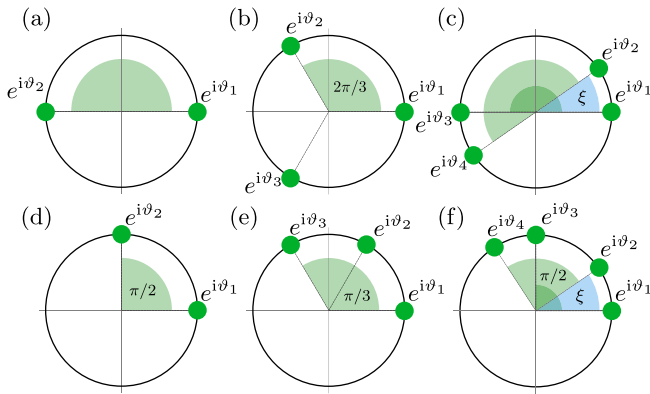 (a)
e^{iϑ_2}
e^{iϑ_1}
(b)
e^{iϑ_2}
2π/3
e^{iϑ_1}
e^{iϑ_3}
(c)
e^{iϑ_2}
ξ
e^{iϑ_1}
e^{iϑ_3}
e^{iϑ_4}
(d)
e^{iϑ_2}
π/2
e^{iϑ_1}
(e)
e^{iϑ_3}
e^{iϑ_2}
π/3
e^{iϑ_1}
(f)
e^{iϑ_4}
e^{iϑ_3}
e^{iϑ_2}
π/2
ξ
e^{iϑ_1}